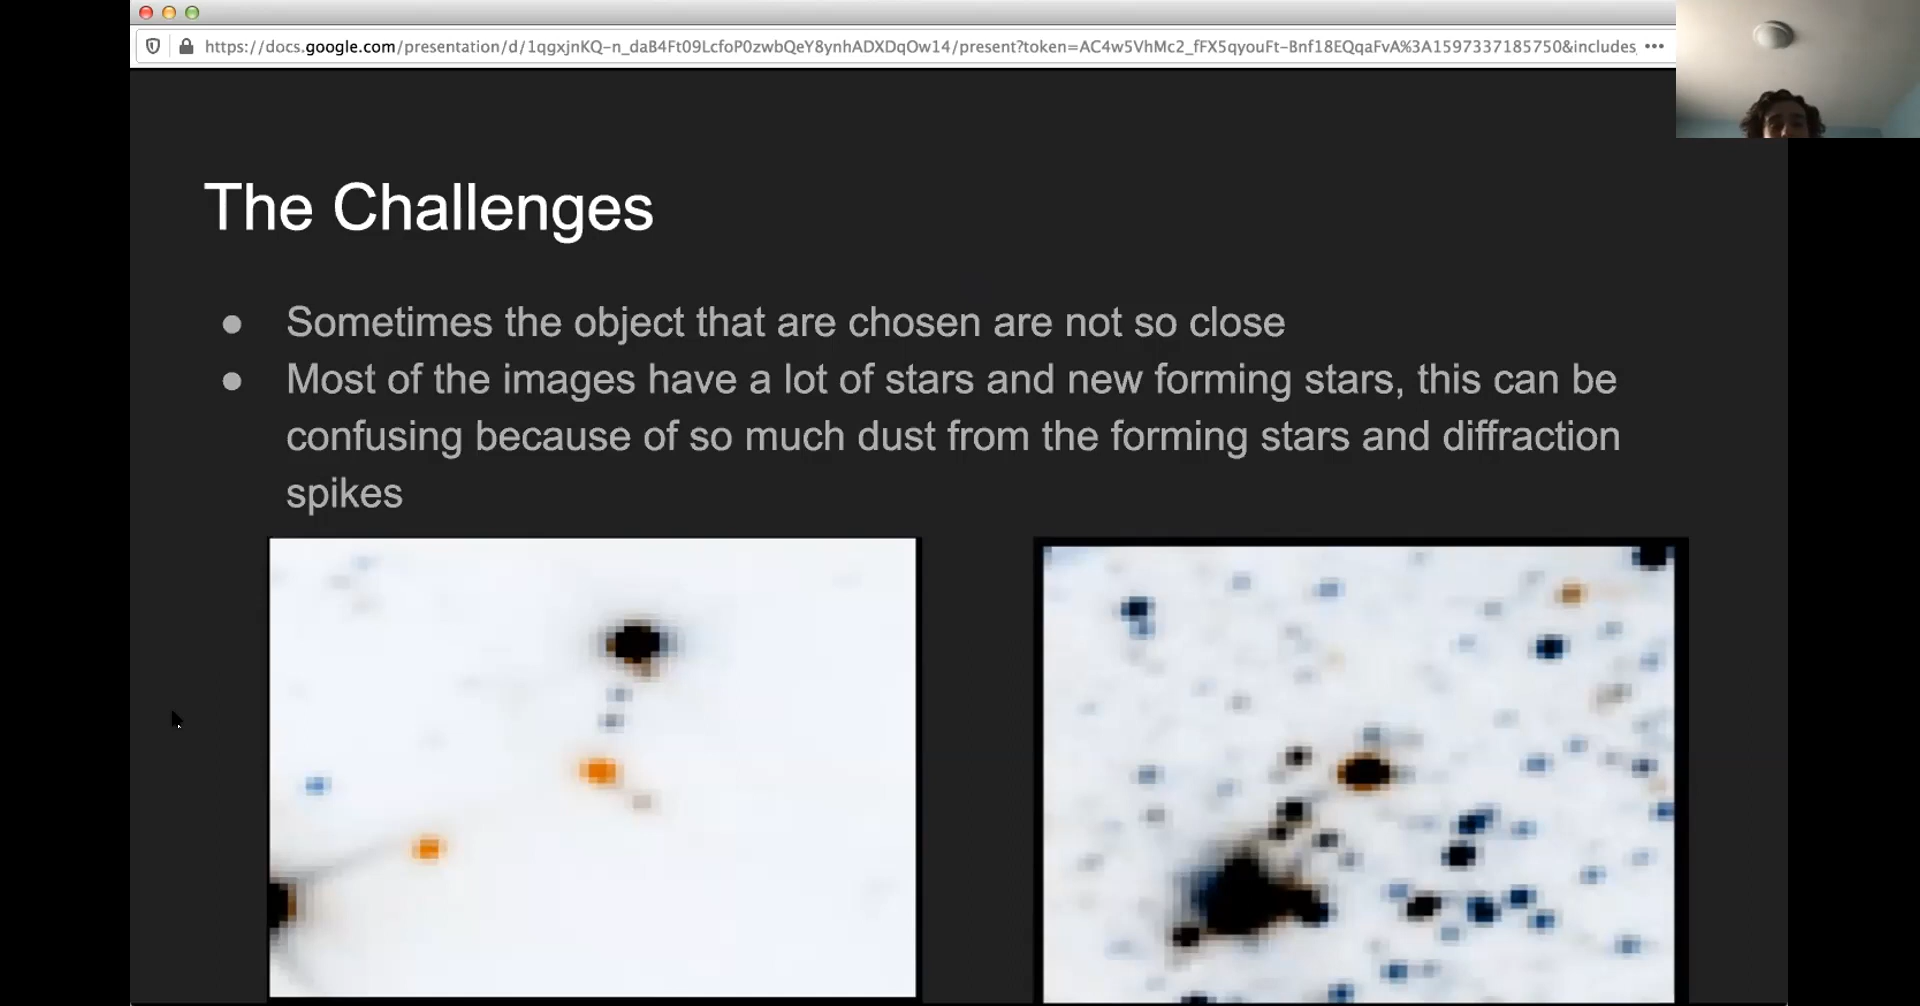 https://docs.google.com/presentation/d/1qgxjnKQ-n_daB4Ft09LcfoP0zwbQeY8ynhADXDqOw14/present?token=AC4w5VhMc2_fFX5qyouFt-Bnf18EQqaFvA%3A1597337185750&includes
The Challenges
● Sometimes the object that are chosen are not so close
● Most of the images have a lot of stars and new forming stars, this can be
confusing because of so much dust from the forming stars and diffraction
spikes